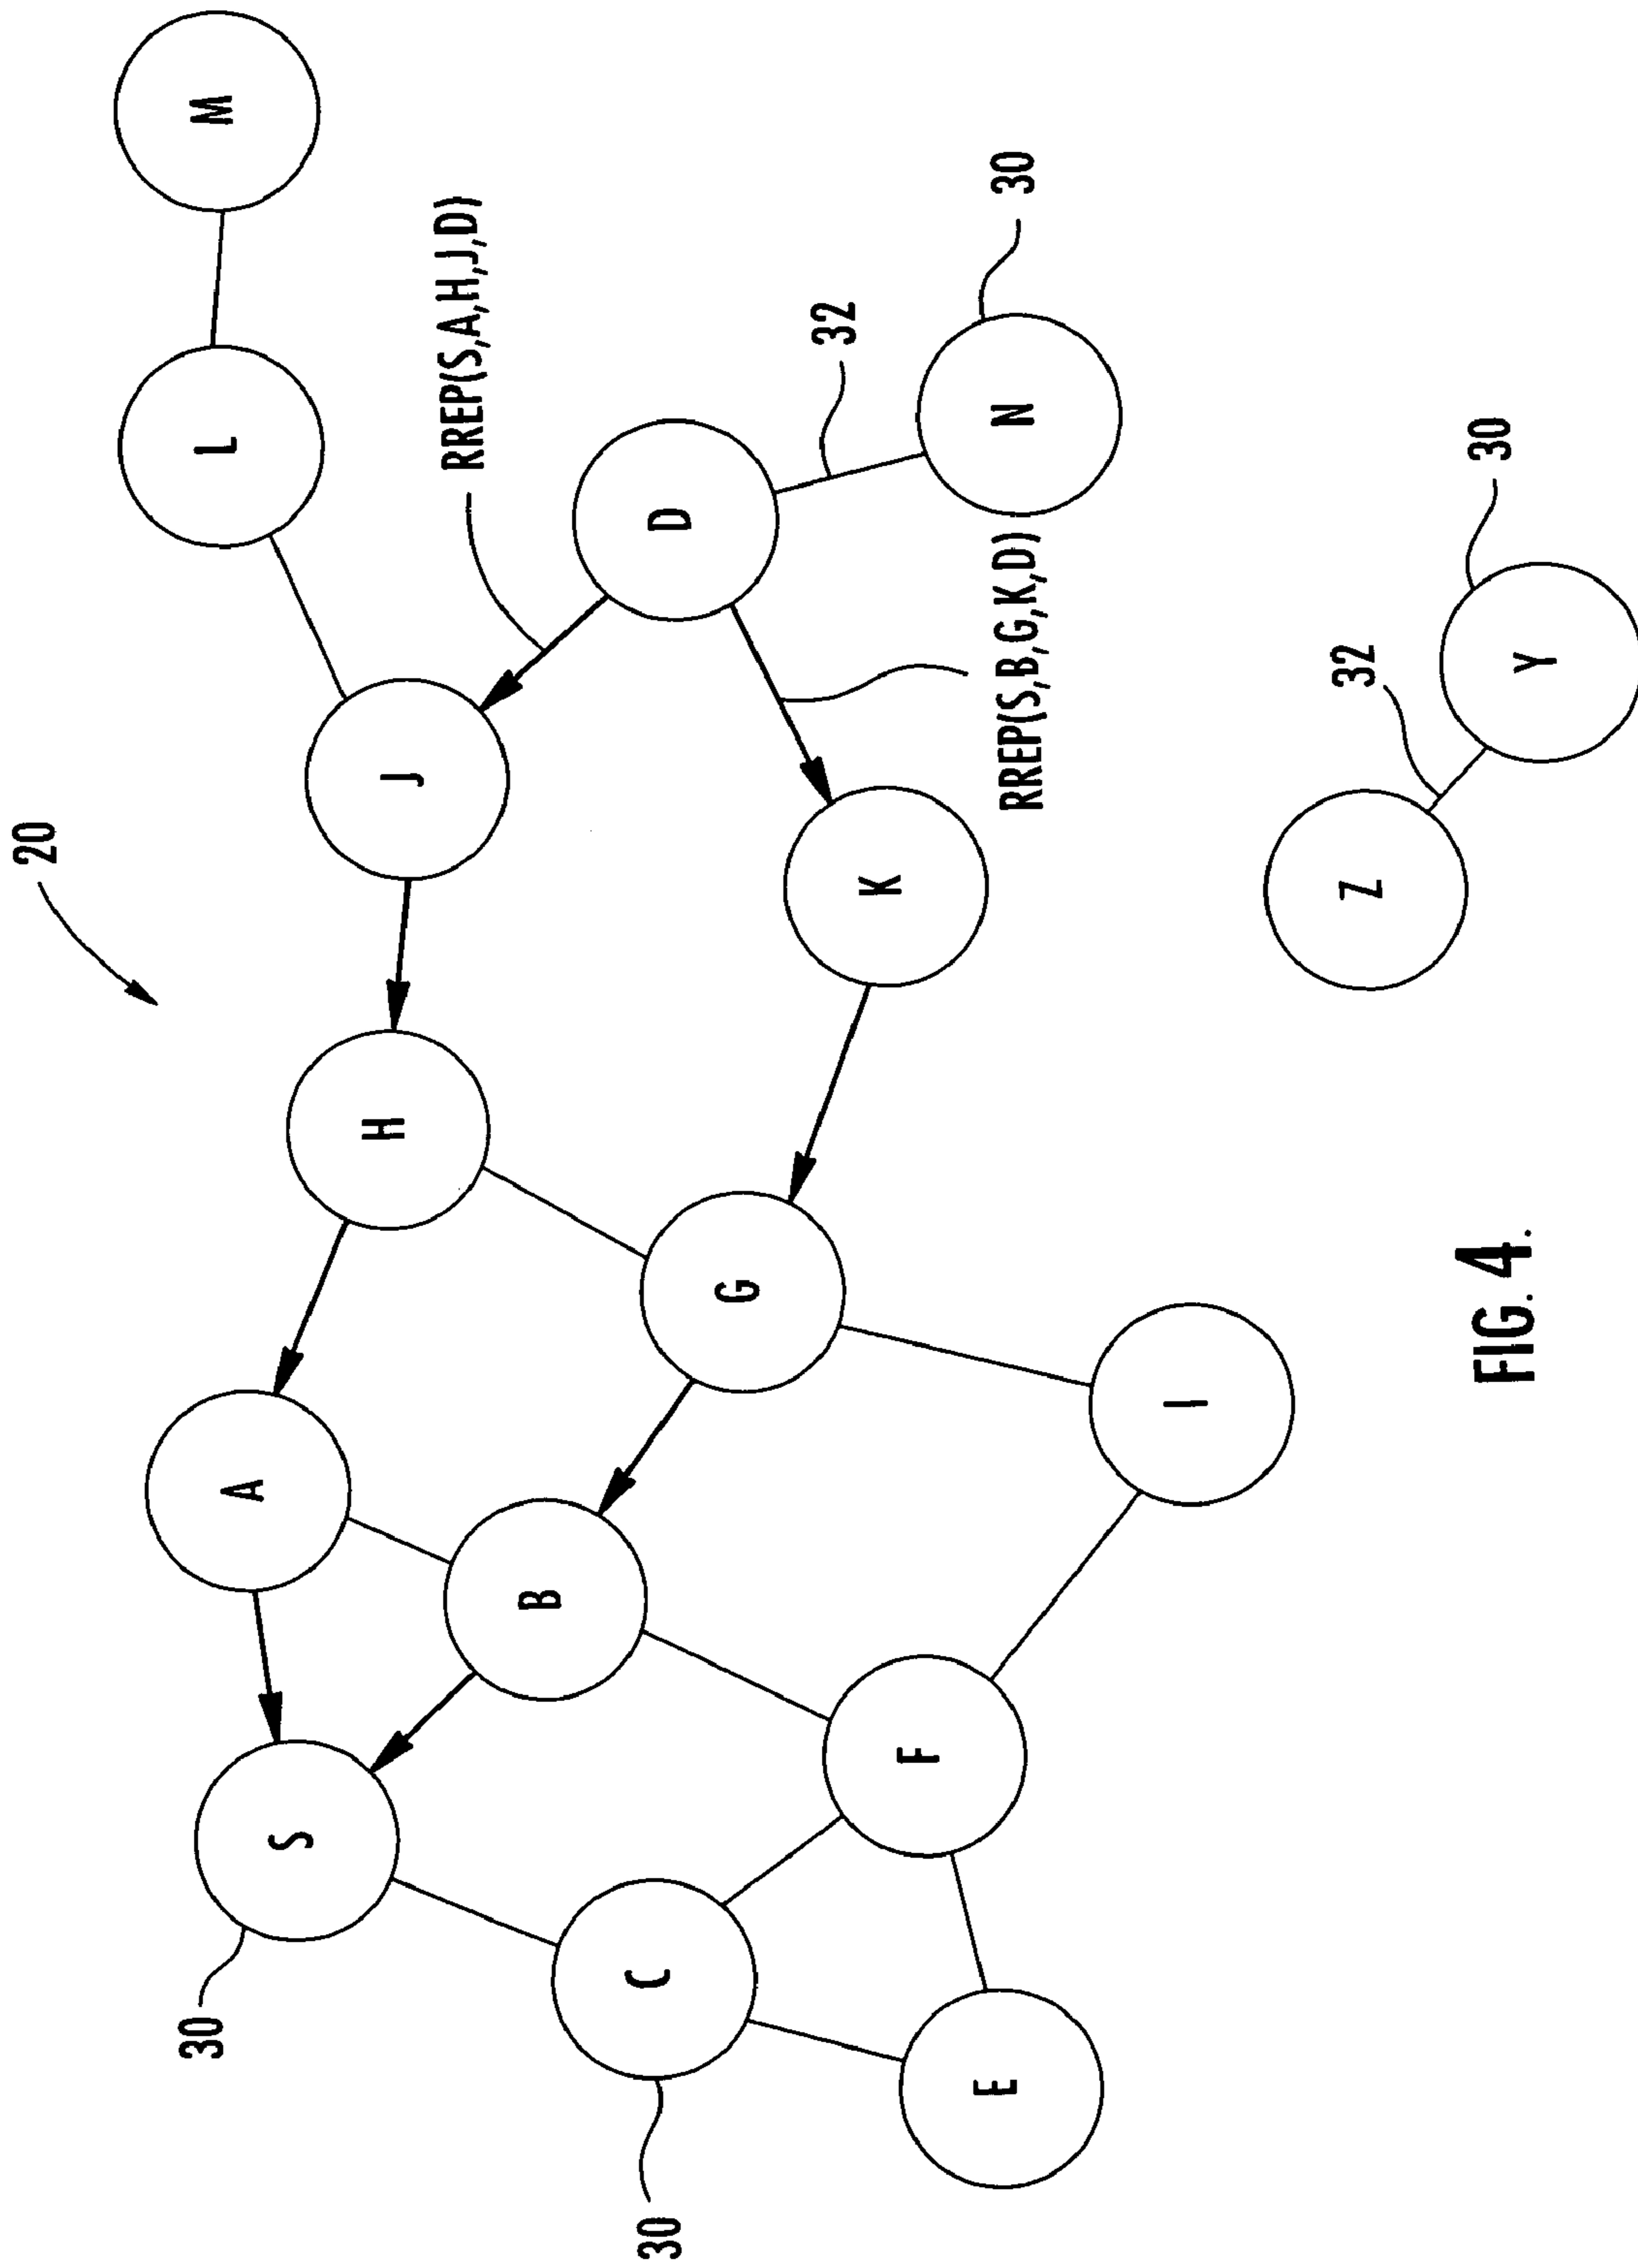 20
M
L
RREP(S,A,H,J,D)
J
H
A
S
30
D
32
N
30
K
RREP(S,B,G,K,D)
G
B
C
30
F
E
I
Z
32
Y
30
FIG. 4.